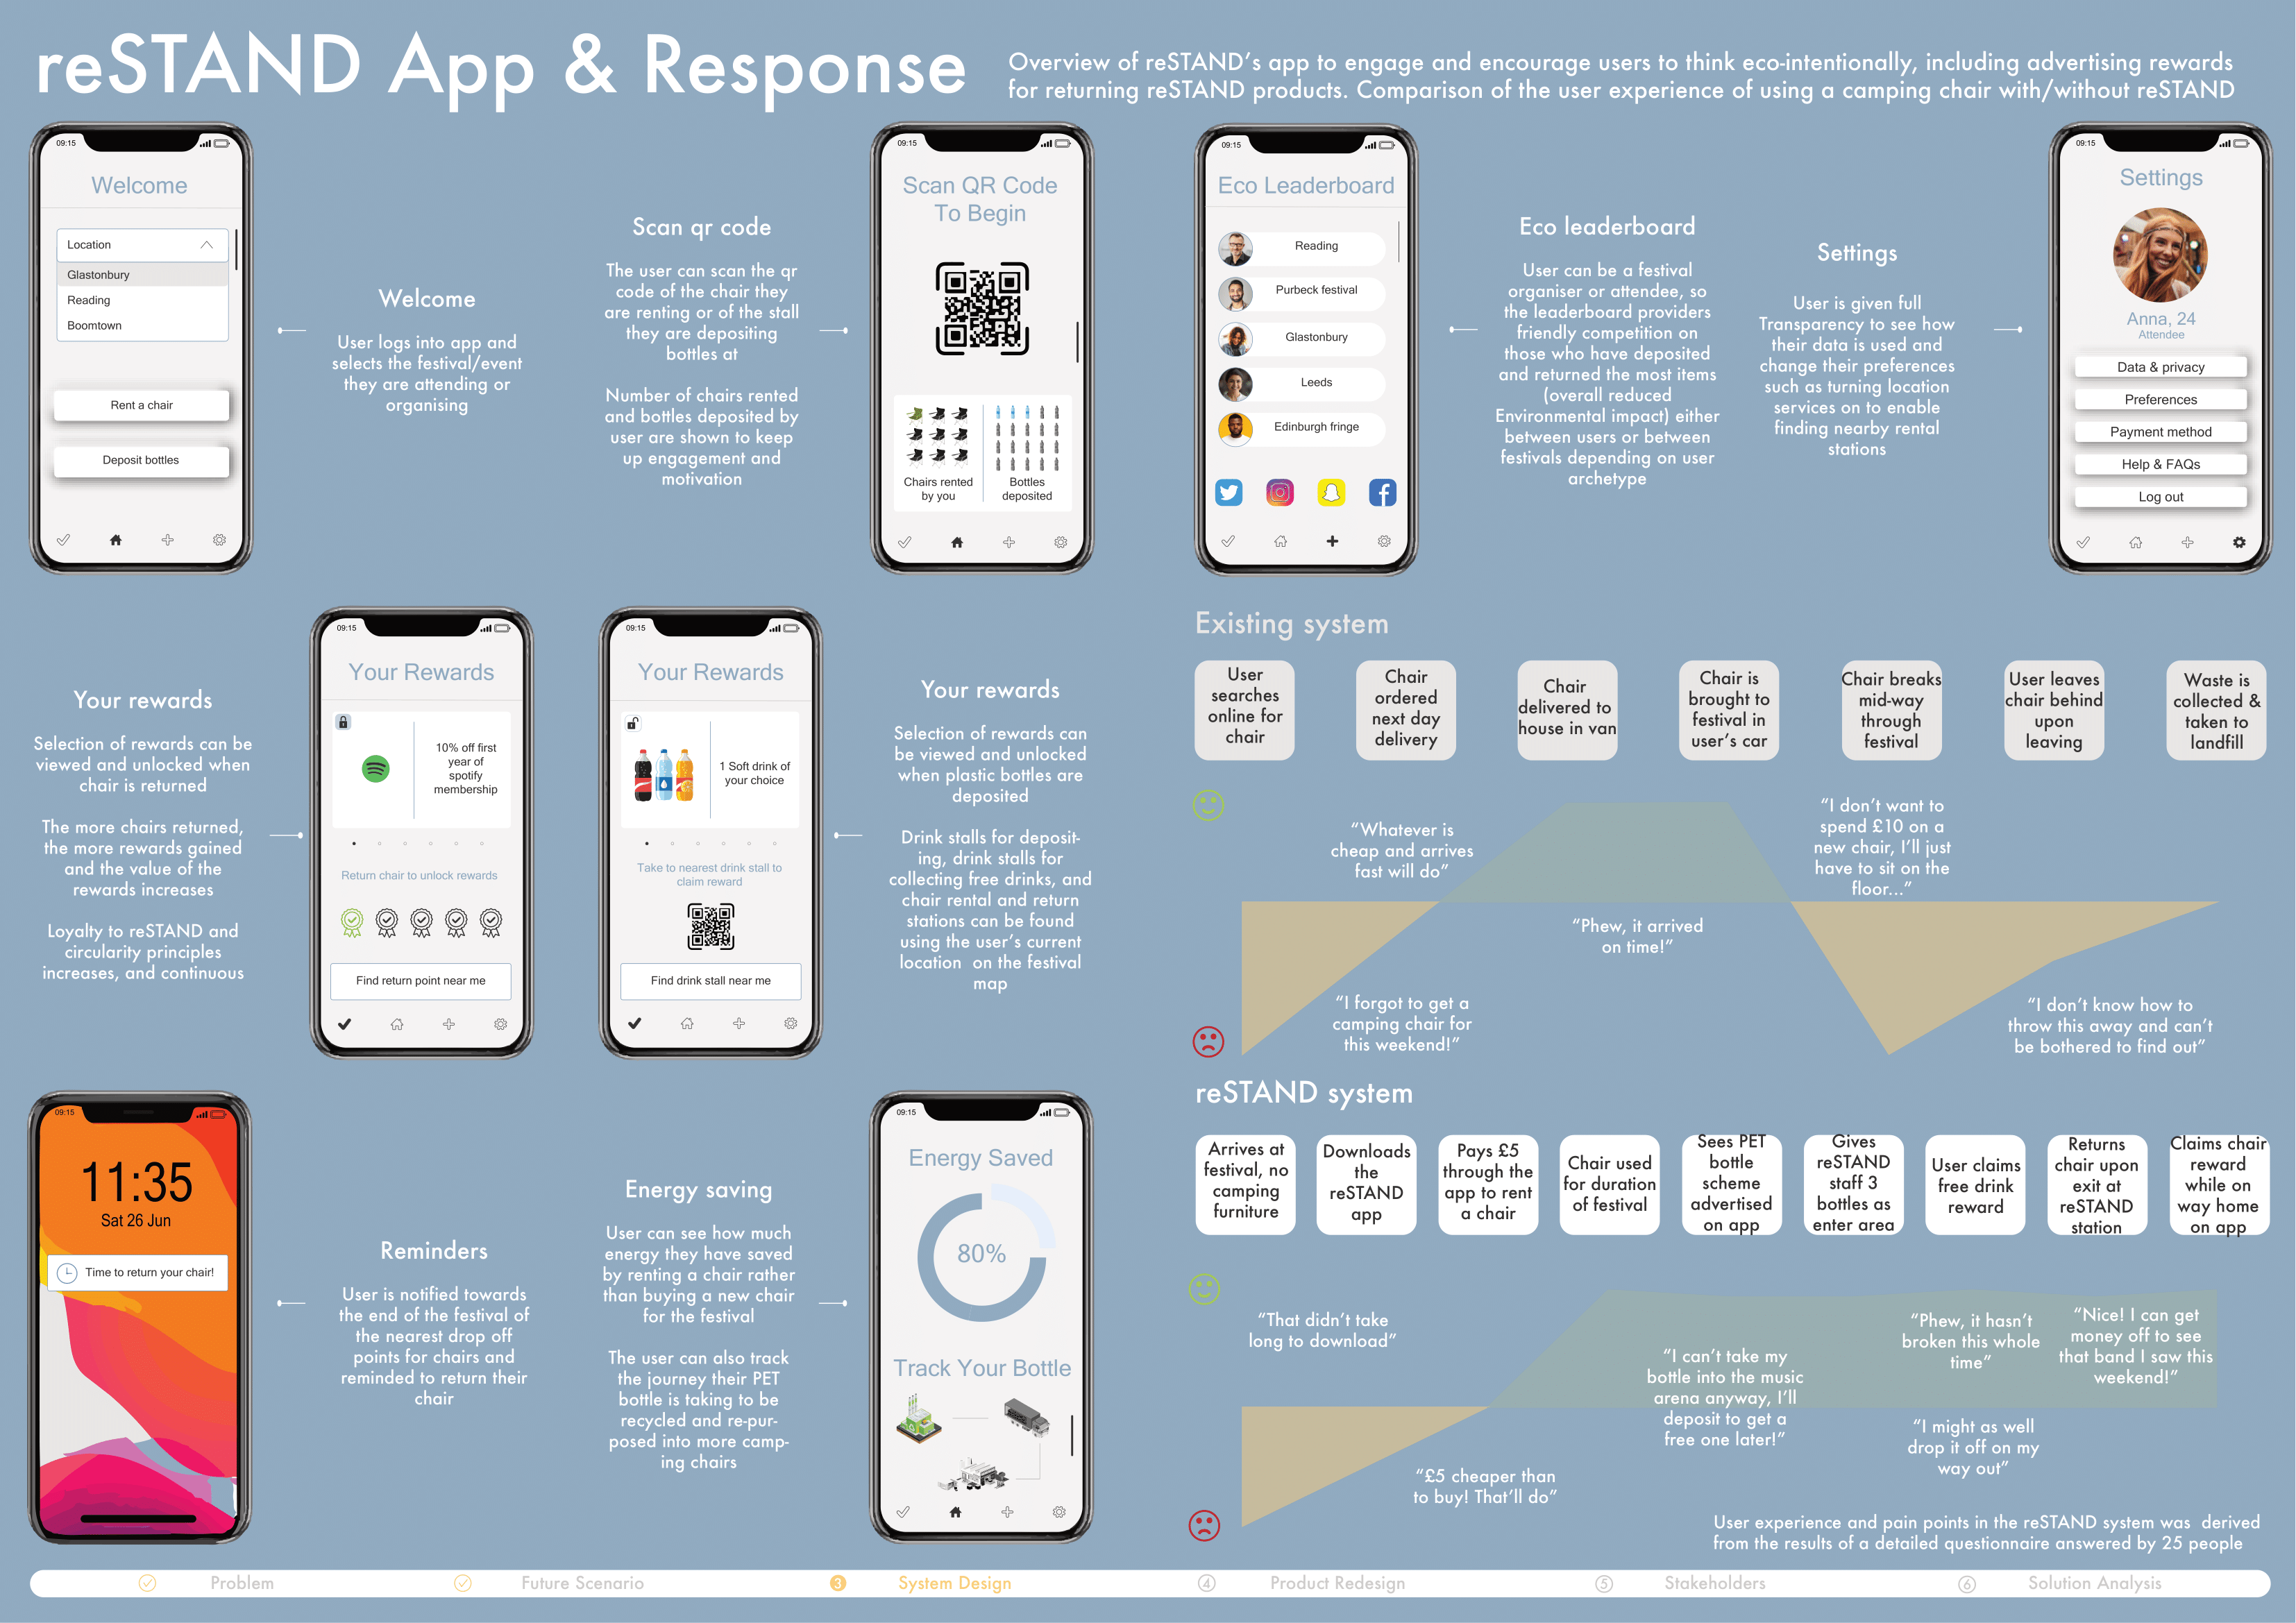 reSTAND App & Response
Overview of reSTAND's app to engage and encourage users to think eco-intentionally, including advertising rewards
for returning reSTAND products. Comparison of the user experience of using a camping chair with/without reSTAND
09:15
Welcome
Location
Glastonbury
Reading
Boomtown
Rent a chair
Deposit bottles
Welcome
User logs into app and
selects the festival/event
they are attending or
organising
Scan qr code
The user can scan the qr
code of the chair they
are renting or of the stall
they are depositing
bottles at
Number of chairs rented
and bottles deposited by
user are shown to keep
up engagement and
motivation
09:15
Scan QR Code
To Begin
Chairs rented
by you
Bottles
deposited
09:15
Eco Leaderboard
Reading
Purbeck festival
Glastonbury
Leeds
Edinburgh fringe
Eco leaderboard
User can be a festival
organiser or attendee, so
the leaderboard providers
friendly competition on
those who have deposited
and returned the most items
(overall reduced
Environmental impact) either
between users or between
festivals depending on user
archetype
Settings
User is given full
Transparency to see how
their data is used and
change their preferences
such as turning location
services on to enable
finding nearby rental
stations
09:15
Settings
Anna, 24
Attendee
Data & privacy
Preferences
Payment method
Help & FAQs
Log out
Your rewards
Selection of rewards can be
viewed and unlocked when
chair is returned
The more chairs returned,
the more rewards gained
and the value of the
rewards increases
Loyalty to reSTAND and
circularity principles
increases, and continuous
09:15
Your Rewards
10% off first
year of
spotify
membership
Return chair to unlock rewards
Find return point near me
09:15
Your Rewards
1 Soft drink of
your choice
Take to nearest drink stall to
claim reward
Find drink stall near me
Your rewards
Selection of rewards can
be viewed and unlocked
when plastic bottles are
deposited
Drink stalls for deposit-
ing, drink stalls for
collecting free drinks, and
chair rental and return
stations can be found
using the user's current
location on the festival
map
Existing system
User
searches
online for
chair
Chair
ordered
next day
delivery
Chair
delivered to
house in van
Chair is
brought to
festival in
user's car
Chair breaks
mid-way
through
festival
User leaves
chair behind
upon
leaving
Waste is
collected &
taken to
landfill
"Whatever is
cheap and arrives
fast will do"
"I don't want to
spend £10 on a
new chair, I'll just
have to sit on the
floor..."
"Phew, it arrived
on time!"
"I forgot to get a
camping chair for
this weekend!"
"I don't know how to
throw this away and can't
be bothered to find out"
09:15
11:35
Sat 26 Jun
Time to return your chair!
Reminders
User is notified towards
the end of the festival of
the nearest drop off
points for chairs and
reminded to return their
chair
Energy saving
User can see how much
energy they have saved
by renting a chair rather
than buying a new chair
for the festival
The user can also track
the journey their PET
bottle is taking to be
recycled and re-pur-
posed into more camp-
ing chairs
09:15
Energy Saved
80%
Track Your Bottle
reSTAND system
Arrives at
festival, no
camping
furniture
Downloads
the
reSTAND
app
Pays £5
through the
app to rent
a chair
Chair used
for duration
of festival
Sees PET
bottle
scheme
advertised
on app
Gives
reSTAND
staff 3
bottles as
enter area
User claims
free drink
reward
Returns
chair upon
exit at
reSTAND
station
Claims chair
reward
while on
way home
on app
"That didn't take
long to download"
"£5 cheaper than
to buy! That'll do"
"I can't take my
bottle into the music
arena anyway, I'll
deposit to get a
free one later!"
"Phew, it hasn't
broken this whole
time"
"I might as well
drop it off on my
way out"
"Nice! I can get
money off to see
that band I saw this
weekend!"
User experience and pain points in the reSTAND system was derived
from the results of a detailed questionnaire answered by 25 people
Problem
Future Scenario
3 System Design
4 Product Redesign
5 Stakeholders
6 Solution Analysis